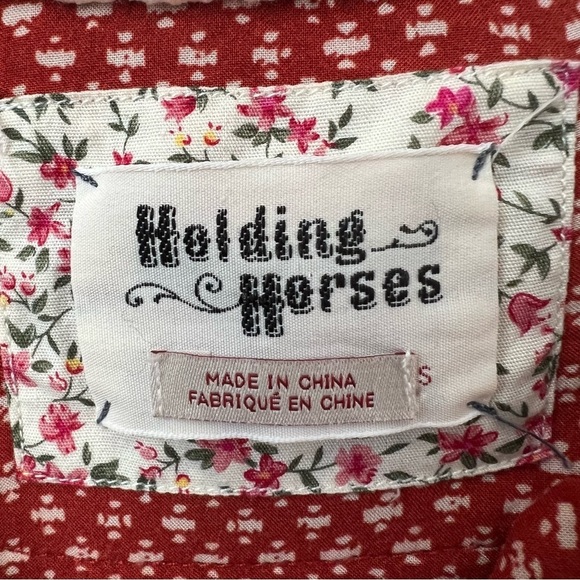 Holding
Horses
S
MADE IN CHINA
FABRIQUÉ EN CHINE